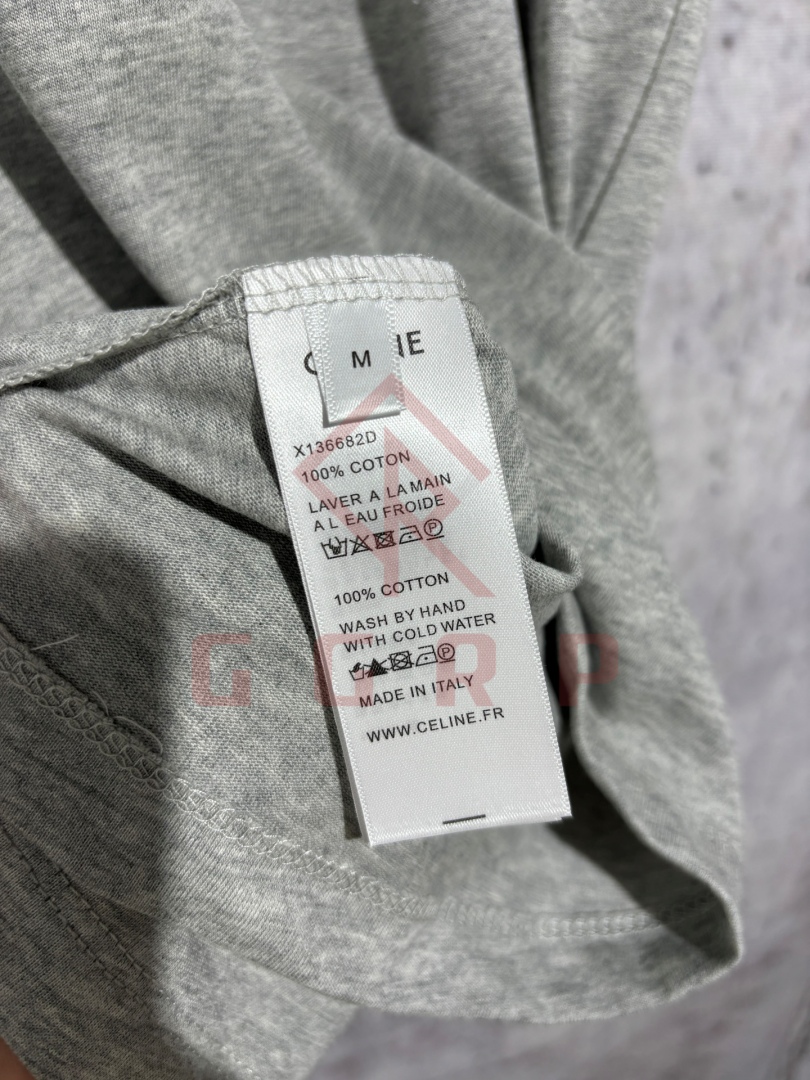 M
X136682D
100% COTON
LAVER A LA MAIN
A L EAU FROIDE
100% COTTON
WASH BY HAND
WITH COLD WATER
MADE IN ITALY
WWW.CELINE.FR
GORP